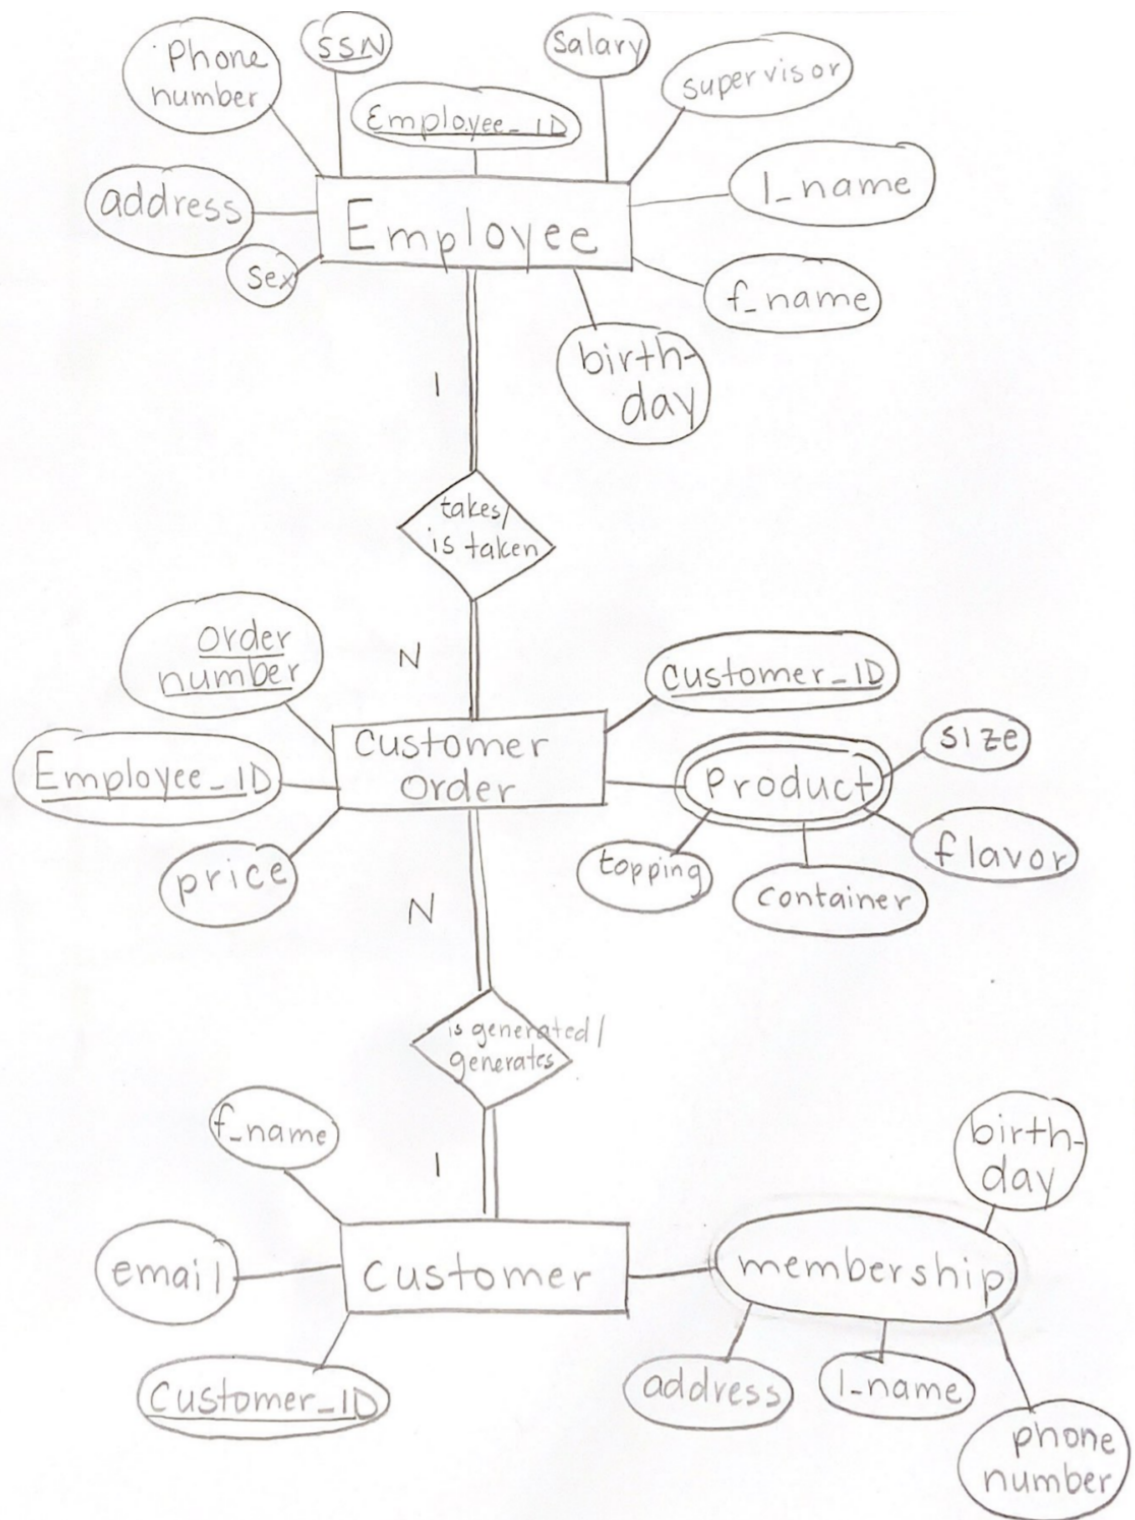 Phone
number
SSN
Salary
supervisor
Employee_ID
address
l_name
Employee
sex
f_name
birth-
day
1
takes/
is taken
order
number
N
customer_ID
Employee_ID
customer
order
Product
size
price
topping
container
flavor
N
is generated/
generates
f_name
birth-
day
1
email
customer
membership
customer_ID
address
l_name
phone
number